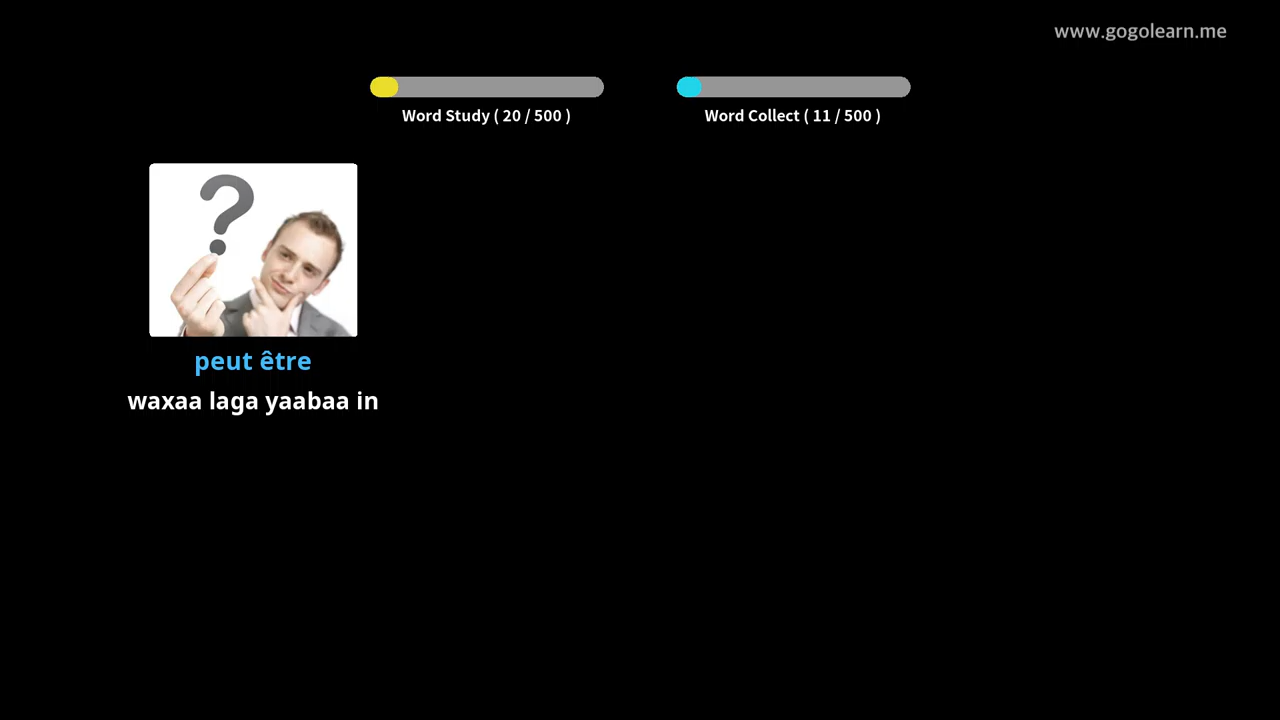 www.gogolearn.me
Word Study ( 20 / 500 )
Word Collect ( 11 / 500 )
?
peut être
waxaa laga yaabaa in